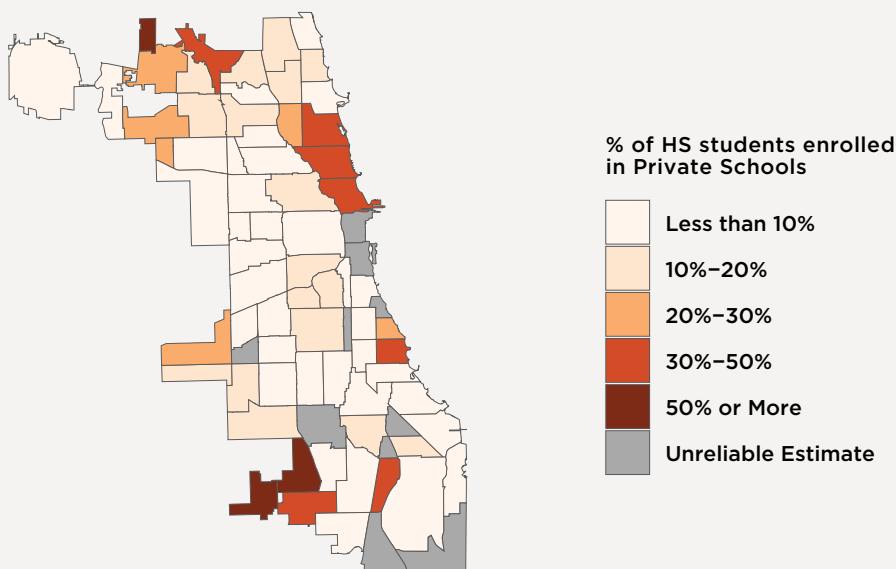 % of HS students enrolled
in Private Schools
Less than 10%
10%–20%
20%–30%
30%–50%
50% or More
Unreliable Estimate